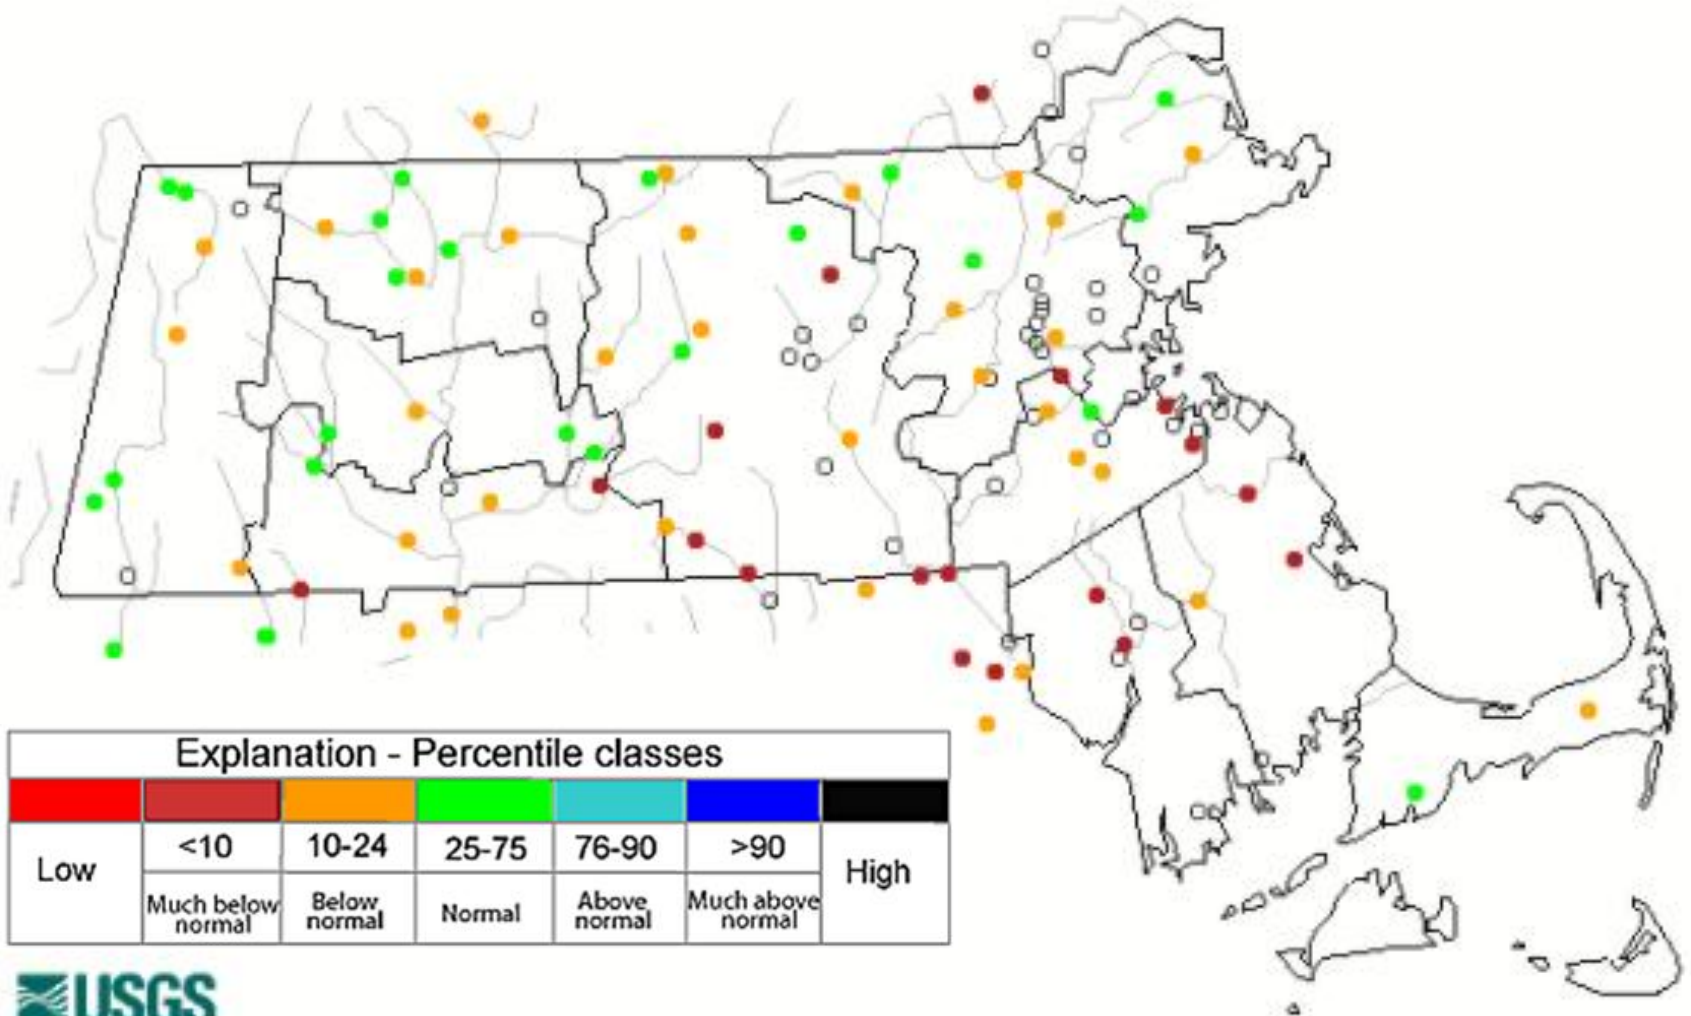 Explanation - Percentile classes
Low
<10
10-24
25-75
76-90
>90
High
Much below
normal
Below
normal
Normal
Above
normal
Much above
normal
USGS